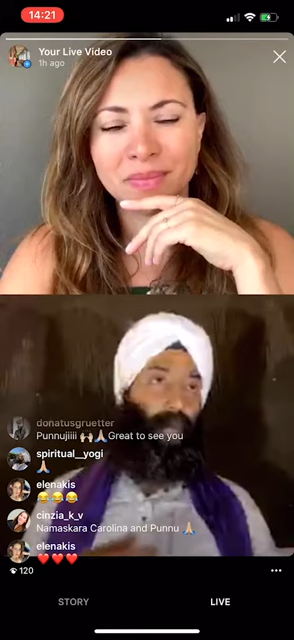 14:21
Your Live Video
1h ago
donatusgruetter
Punnujiiii 🙌🏼🙏🏼Great to see you
spiritual__yogi
🙏🏼
elenakis
😂😂😂
cinzia_k_v
Namaskara Carolina and Punnu 🙏🏼
elenakis
❤️❤️❤️
120
STORY
LIVE